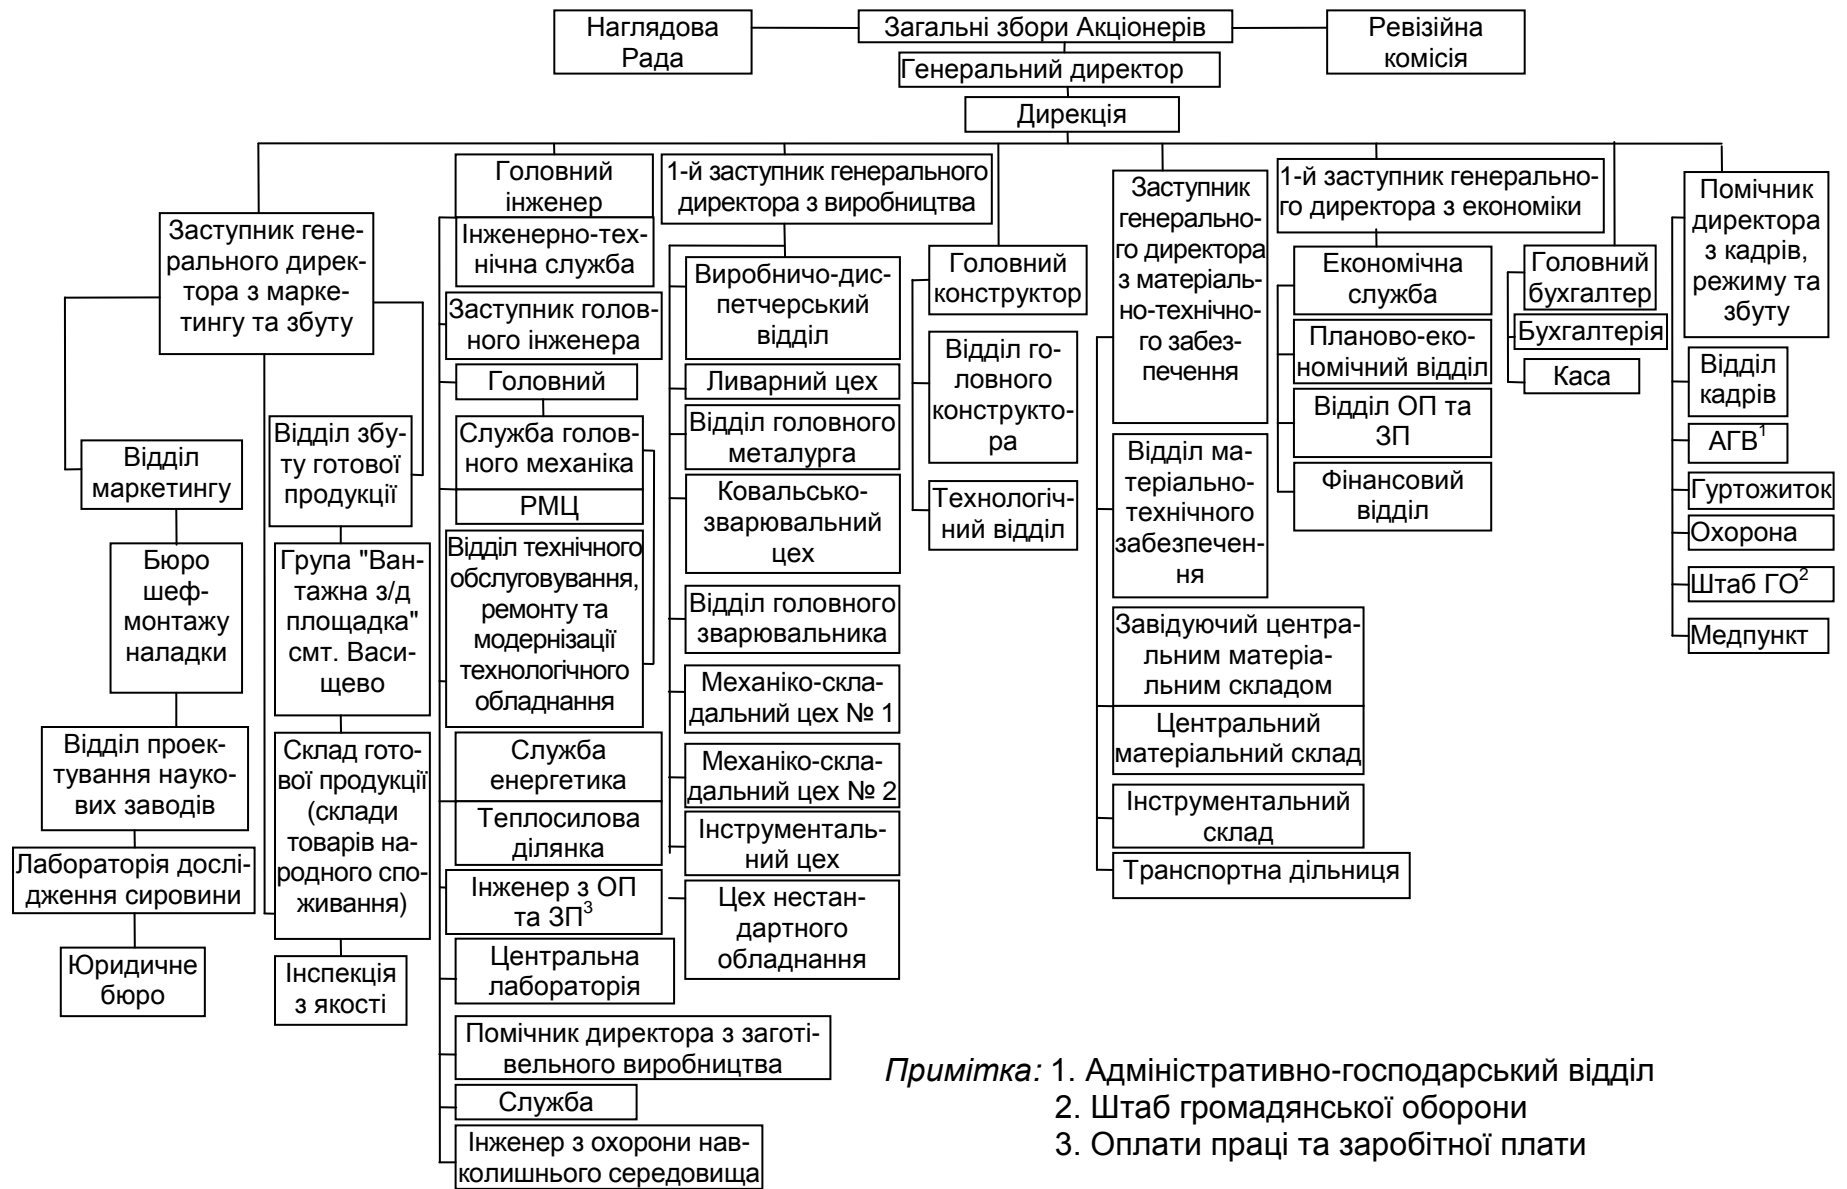 Наглядова
Рада
Загальні збори Акціонерів
Ревізійна
комісія
Генеральний директор
Дирекція
Заступник гене-
рального дирек-
тора з марке-
тингу та збуту
Відділ
маркетингу
Бюро
шеф-
монтажу
наладки
Відділ проек-
тування науко-
вих заводів
Лабораторія дослі-
дження сировини
Юридичне
бюро
Відділ збу-
ту готової
продукції
Група "Ван-
тажна з/д
площадка"
смт. Васи-
щево
Склад гото-
вої продукції
(склади
товарів на-
родного спо-
живання)
Інспекція
з якості
Головний
інженер
Інженерно-тех-
нічна служба
Заступник голов-
ного інженера
Головний
Служба голов-
ного механіка
РМЦ
Відділ технічного
обслуговування,
ремонту та
модернізації
технологічного
обладнання
Служба
енергетика
Теплосилова
ділянка
Інженер з ОП
та ЗП3
Центральна
лабораторія
Помічник директора з заготі-
вельного виробництва
Служба
Інженер з охорони нав-
колишнього середовища
1-й заступник генерального
директора з виробництва
Виробничо-дис-
петчерський
відділ
Ливарний цех
Відділ головного
металурга
Ковальсько-
зварювальний
цех
Відділ головного
зварювальника
Механіко-скла-
дальний цех № 1
Механіко-скла-
дальний цех № 2
Інструменталь-
ний цех
Цех нестан-
дартного
обладнання
Головний
конструктор
Відділ го-
ловного
конструкто-
ра
Технологіч-
ний відділ
Заступник
генерально-
го директора
з матеріаль-
но-технічно-
го забез-
печення
Відділ ма-
теріально-
технічного
забезпечен-
ня
Завідуючий центра-
льним матеріа-
льним складом
Центральний
матеріальний склад
Інструментальний
склад
Транспортна дільниця
1-й заступник генерально-
го директора з економіки
Економічна
служба
Планово-еко-
номічний відділ
Відділ ОП та
ЗП
Фінансовий
відділ
Головний
бухгалтер
Бухгалтерія
Каса
Помічник
директора
з кадрів,
режиму та
збуту
Відділ
кадрів
АГВ1
Гуртожиток
Охорона
Штаб ГО2
Медпункт
Примітка: 1. Адміністративно-господарський відділ
2. Штаб громадянської оборони
3. Оплати праці та заробітної плати